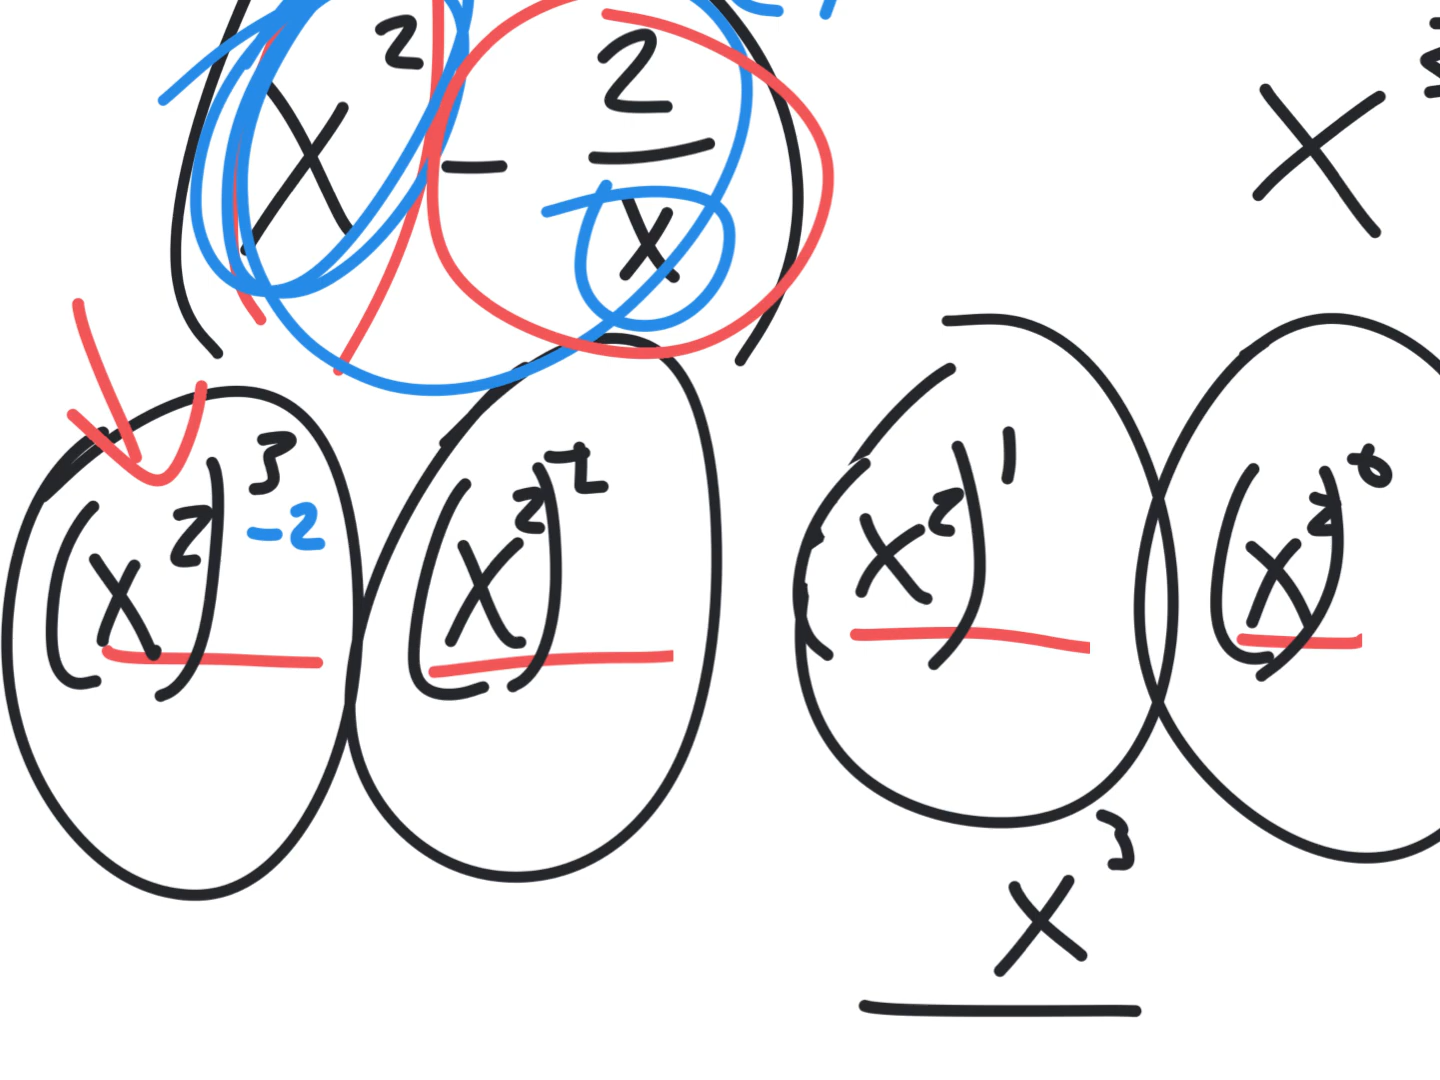 (x² - 2/x)
x
(x²)³⁻² (x²)² (x²)¹ (x²)⁰
x³